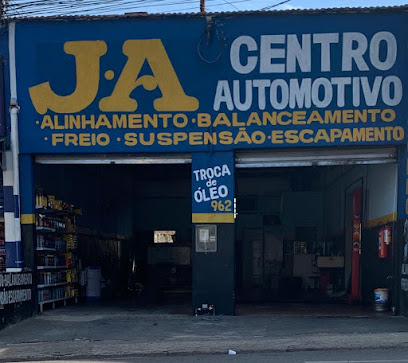 J.A CENTRO
AUTOMOTIVO
·ALINHAMENTO·BALANCEAMENTO
·FREIO·SUSPENSÃO·ESCAPAMENTO
TROCA
de
ÓLEO
962